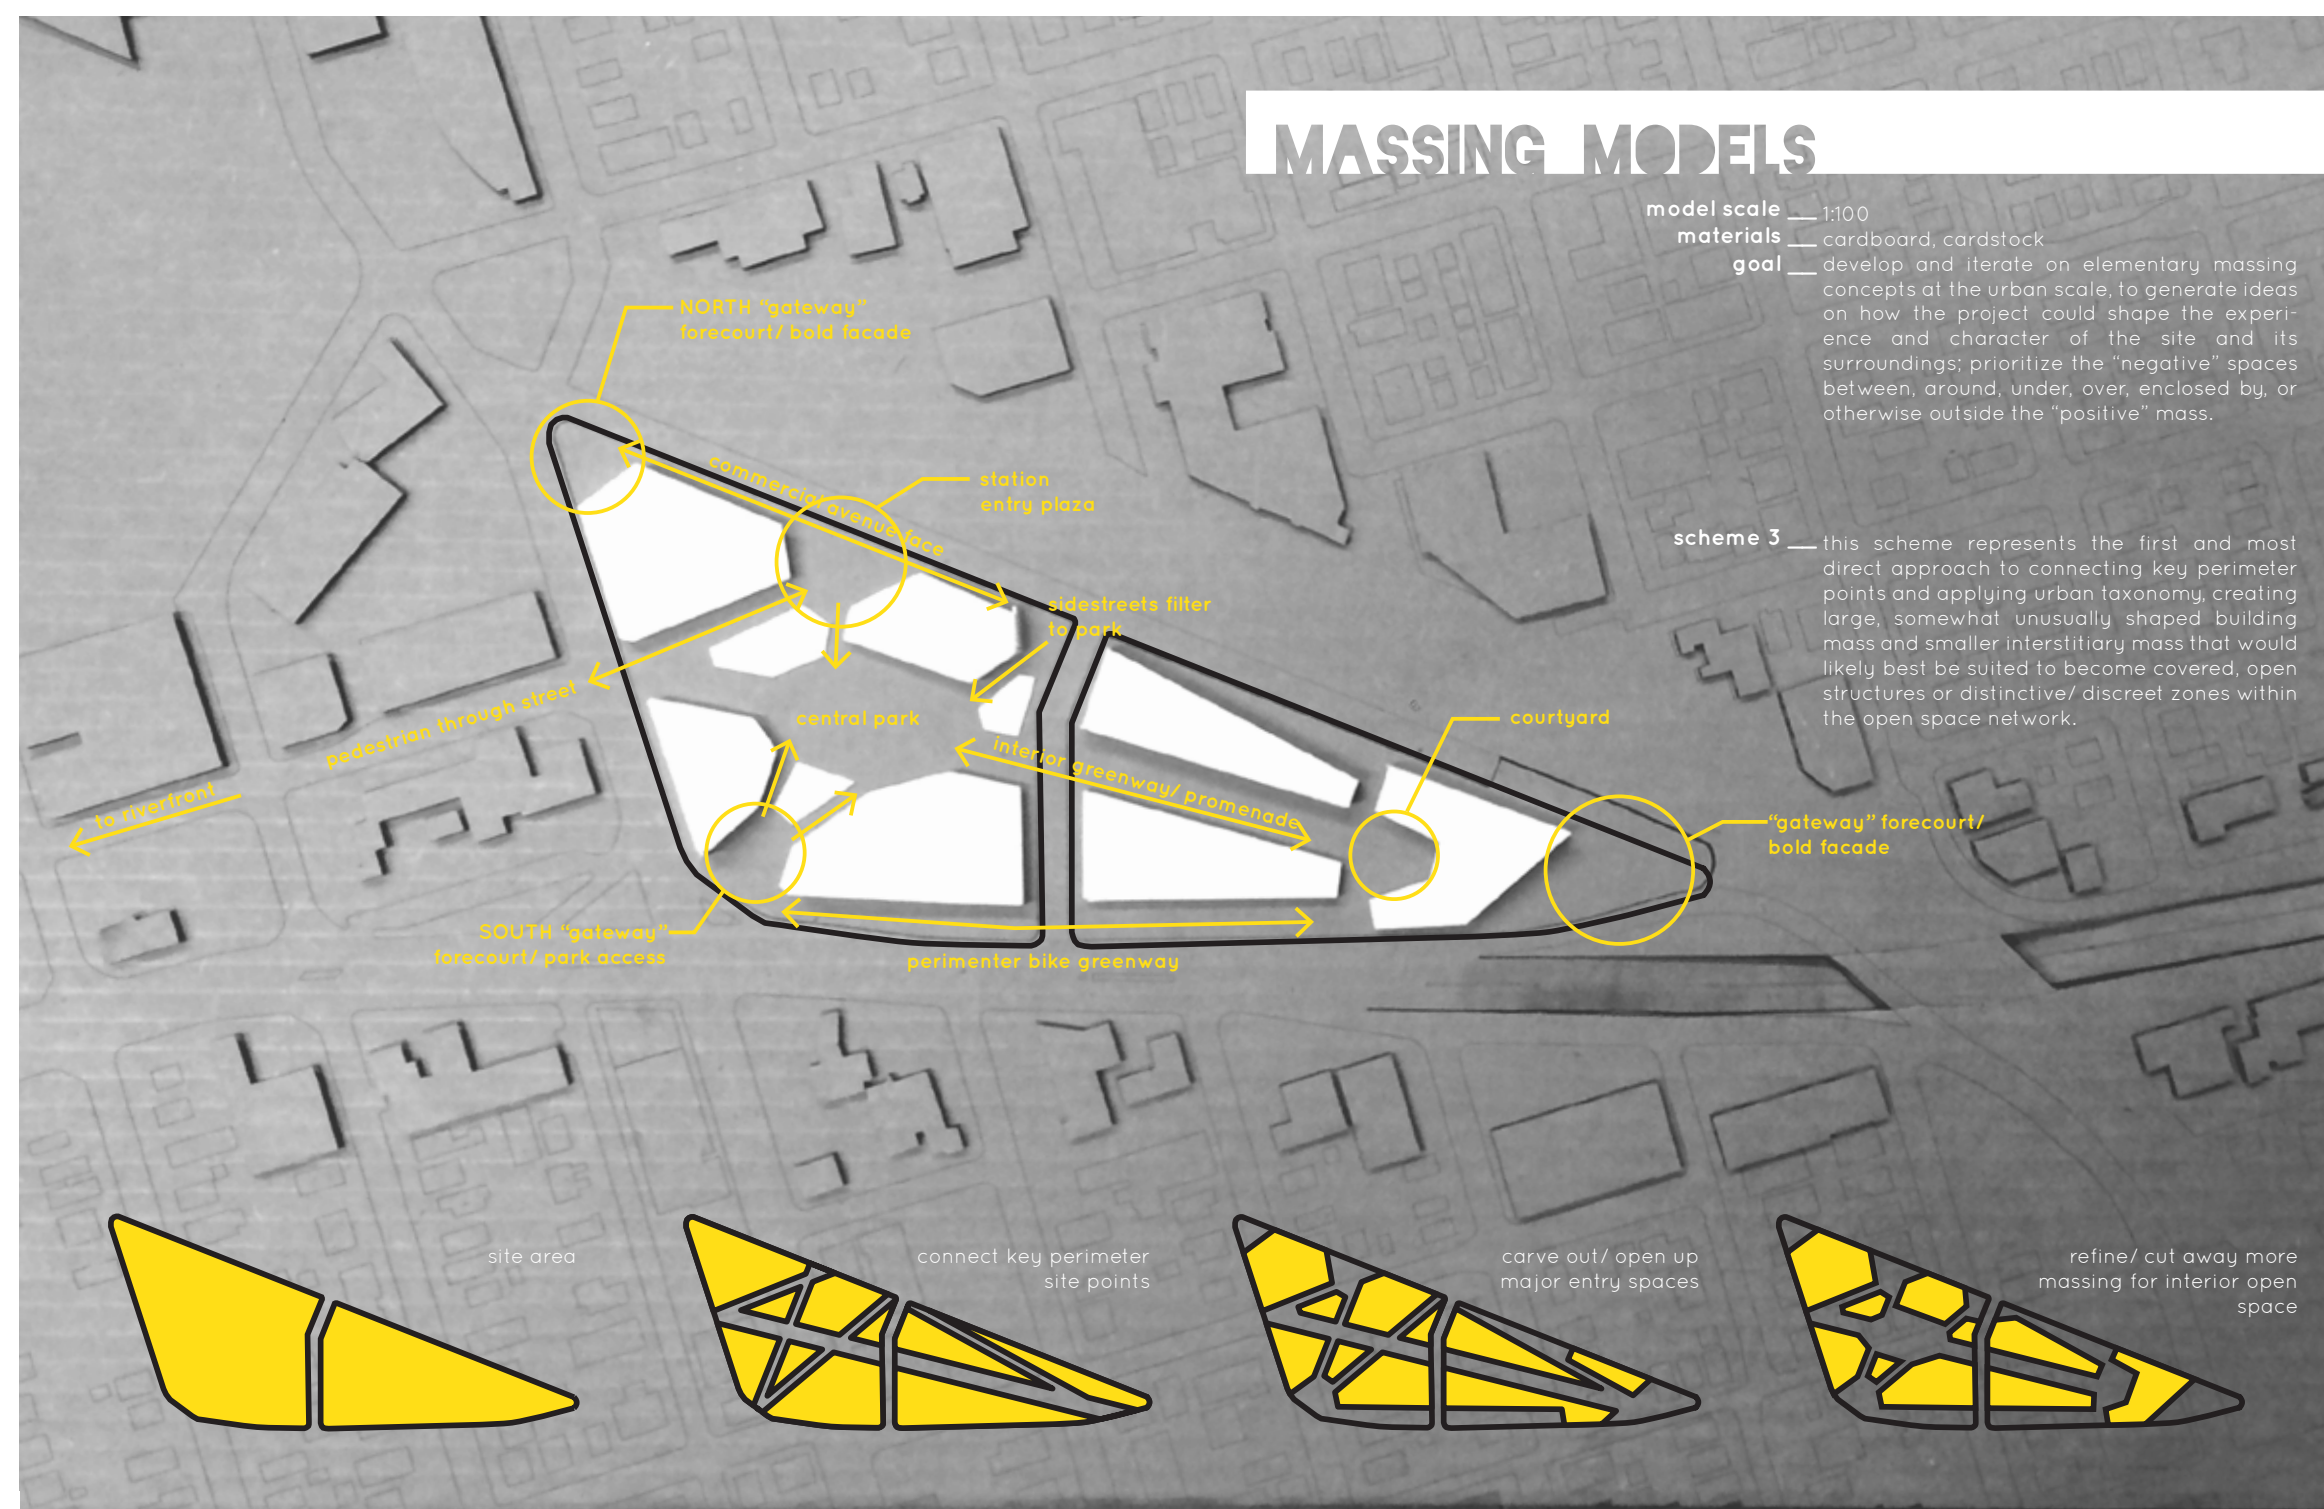 MASSING MODELS
model scale __ 1:100
materials __ cardboard, cardstock
goal __ develop and iterate on elementary massing
concepts at the urban scale, to generate ideas
on how the project could shape the experi-
ence and character of the site and its
surroundings; prioritize the “negative” spaces
between, around, under, over, enclosed by, or
otherwise outside the “positive” mass.
scheme 3 __ this scheme represents the first and most
direct approach to connecting key perimeter
points and applying urban taxonomy, creating
large, somewhat unusually shaped building
mass and smaller interstitiary mass that would
likely best be suited to become covered, open
structures or distinctive/ discreet zones within
the open space network.
NORTH “gateway”
forecourt/ bold facade
commercial avenue face
station
entry plaza
sidestreets filter
to park
pedestrian through street
central park
courtyard
interior greenway/ promenade
to riverfront
“gateway” forecourt/
bold facade
SOUTH “gateway”
forecourt/ park access
perimenter bike greenway
site area
connect key perimeter
site points
carve out/ open up
major entry spaces
refine/ cut away more
massing for interior open
space